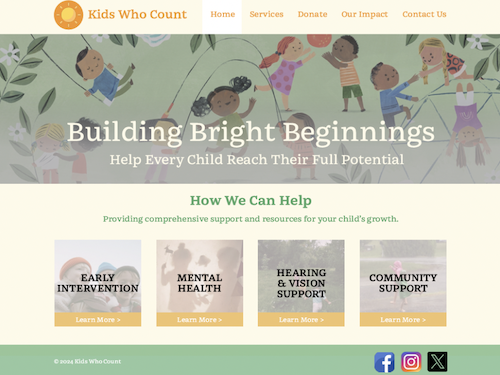 Kids Who Count
Home Services Donate Our Impact Contact Us
Building Bright Beginnings
Help Every Child Reach Their Full Potential
How We Can Help
Providing comprehensive support and resources for your child's growth.
EARLY
INTERVENTION
Learn More >
MENTAL
HEALTH
Learn More >
HEARING
& VISION
SUPPORT
Learn More >
COMMUNITY
SUPPORT
Learn More >
© 2024 Kids Who Count